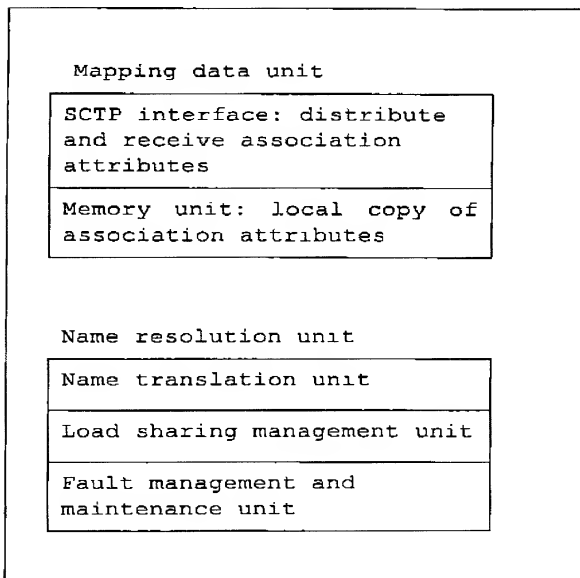 Mapping data unit
SCTP interface: distribute
and receive association
attributes
Memory unit: local copy of
association attributes
Name resolution unit
Name translation unit
Load sharing management unit
Fault management and
maintenance unit